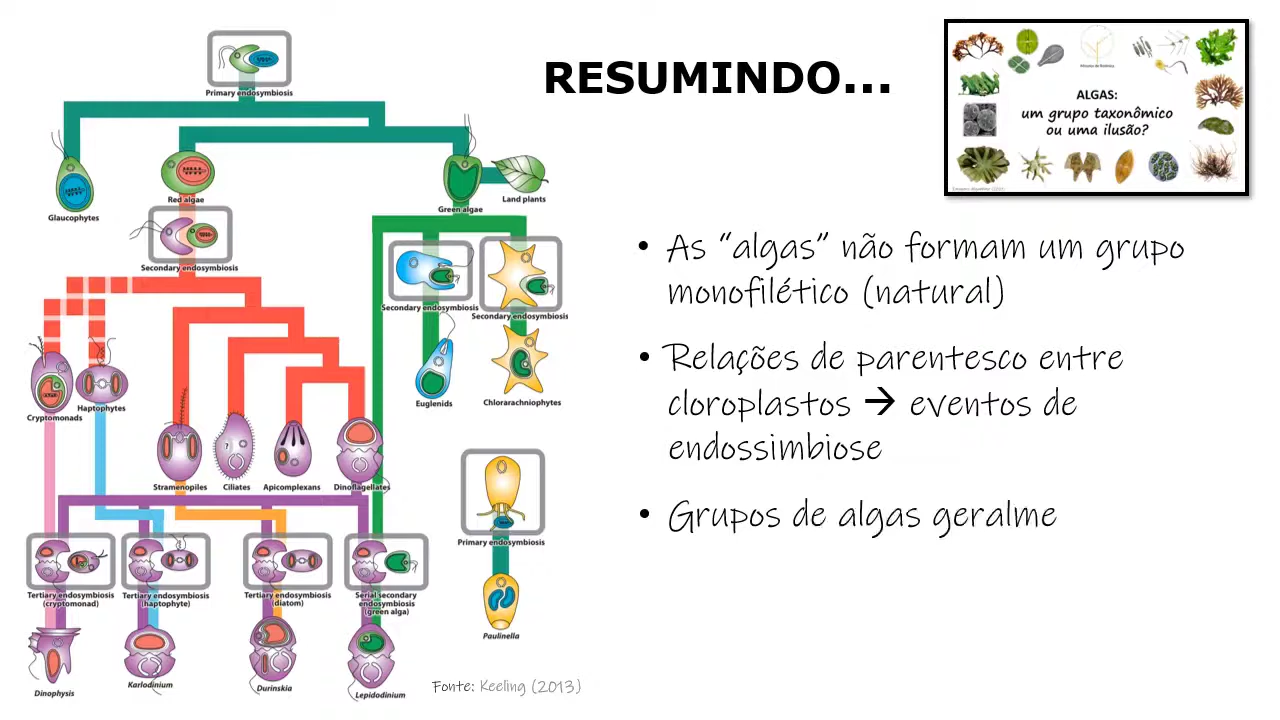 RESUMINDO...
ALGAS:
um grupo taxonômico
ou uma ilusão?
• As “algas” não formam um grupo
monofilético (natural)
• Relações de parentesco entre
cloroplastos → eventos de
endossimbiose
• Grupos de algas geralme
Primary endosymbiosis
Glaucophytes
Red algae
Green algae
Land plants
Secondary endosymbiosis
Secondary endosymbiosis
Secondary endosymbiosis
Cryptomonads
Haptophytes
Euglenids
Chlorarachniophytes
Stramenopiles
Ciliates
?
Apicomplexans
Dinoflagellates
Primary endosymbiosis
Tertiary endosymbiosis
(cryptomonad)
Tertiary endosymbiosis
(haptophyte)
Tertiary endosymbiosis
(diatom)
Serial secondary
endosymbiosis
(green alga)
Paulinella
Dinophysis
Karlodinium
Durinskia
Lepidodinium
Fonte: Keeling (2013)